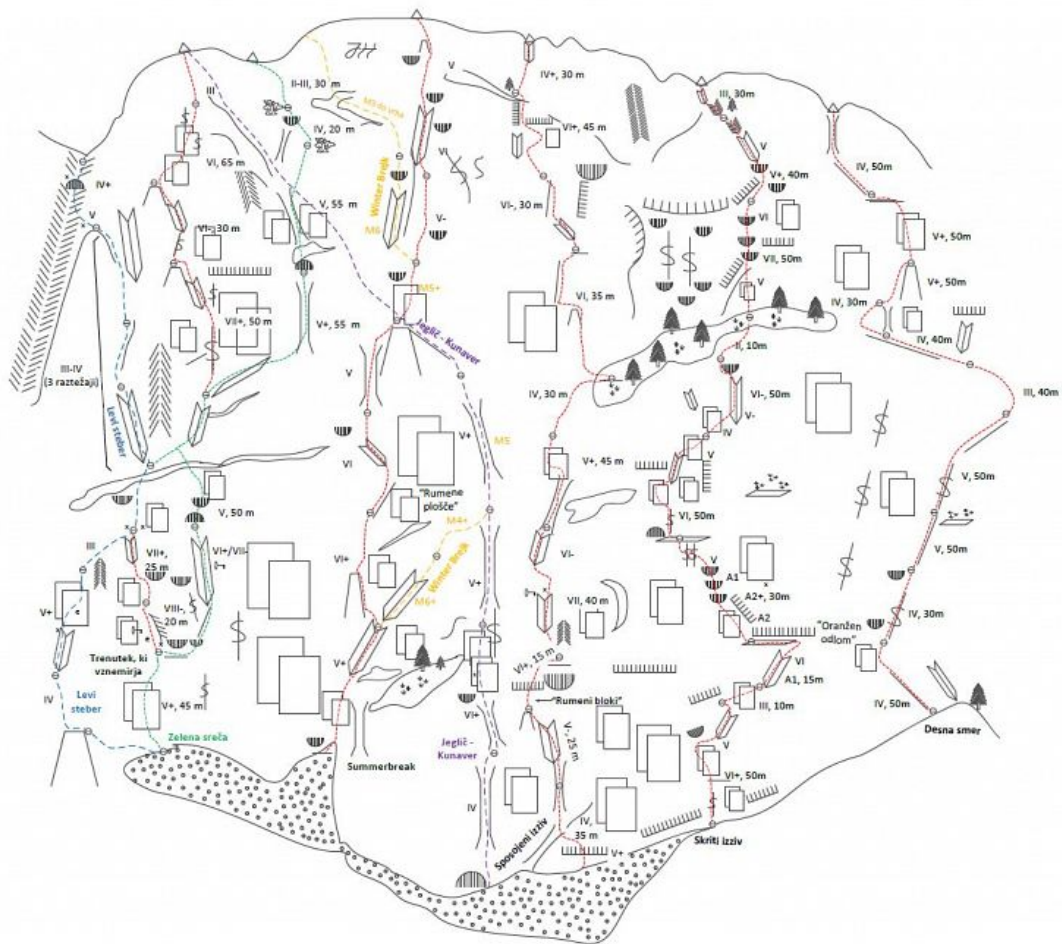 V
II-III, 30 m
IV+, 30 m
III
M5 do vrha
III, 30m
IV, 20 m
VI+, 45 m
VI
V
VI, 65 m
IV, 50m
IV+
V+, 40m
Winter Brejk
V
V, 55 m
VI-, 30 m
VI
V-
VI-, 30 m
M6
V+, 50m
VII, 50m
V+, 50m
V
M5+
VI, 35 m
IV, 30m
VII+, 50 m
V+, 55 m
Jeglič - Kunaver
IV, 40m
II, 10m
III-IV
(3 raztežaji)
V
IV, 30 m
VI-, 50m
III, 40m
V-
Levi steber
IV
V+
M5
V
VI
V+, 45 m
V, 50m
"Rumene
plošče"
V, 50 m
VI, 50m
M4+
III
VII+,
25 m
VI+/VII-
VI+
Winter Brejk
VI-
V, 50m
A1
V+
A2+, 30m
V+
M6+
VII, 40 m
VIII-,
20 m
A2
IV, 30m
"Oranžen
odlom"
Trenutek, ki
vznemirja
V+
VI+, 15 m
VI
A1, 15m
IV
Levi
steber
V+, 45 m
"Rumeni bloki"
III, 10m
IV, 50m
VI+
Desna smer
Zelena sreča
V-, 25 m
V
Jeglič -
Kunaver
Summerbreak
VI+, 50m
IV
IV,
35 m
Sposojeni izziv
Skriti izziv
V+